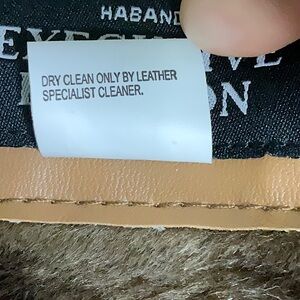 HABAND
DRY CLEAN ONLY BY LEATHER
SPECIALIST CLEANER.